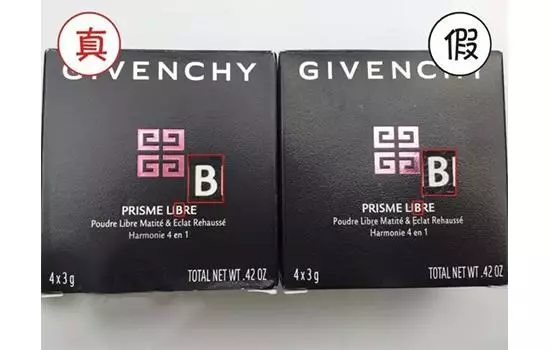 真
GIVENCHY
B
PRISME LIBRE
Poudre Libre Matité & Eclat Rehaussé
Harmonie 4 en 1
4 x 3 g
TOTAL NET WT .42 OZ
假
GIVENCHY
B
PRISME LIBRE
Poudre Libre Matité & Eclat Rehaussé
Harmonie 4 en 1
4 x 3 g
TOTAL NET WT .42 OZ